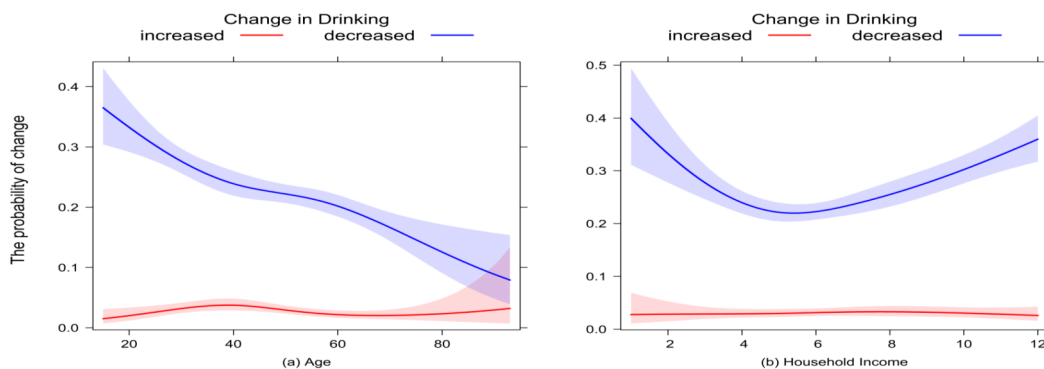 Change in Drinking
increased decreased
The probability of change
0.4
0.3
0.2
0.1
0.0
20 40 60 80
(a) Age
Change in Drinking
increased decreased
0.5
0.4
0.3
0.2
0.1
0.0
2 4 6 8 10 12
(b) Household Income